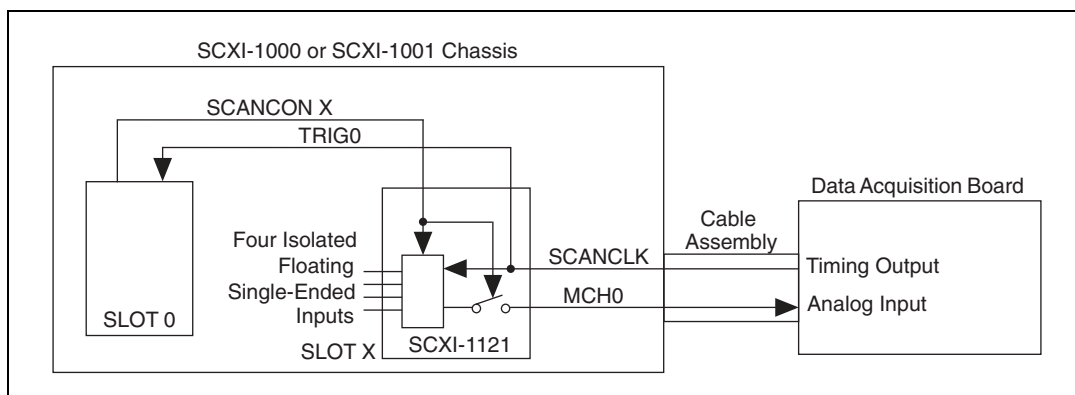 SCXI-1000 or SCXI-1001 Chassis
SCANCON X
TRIG0
SLOT 0
Four Isolated
Floating
Single-Ended
Inputs
SLOT X
SCXI-1121
SCANCLK
MCH0
Cable
Assembly
Data Acquisition Board
Timing Output
Analog Input